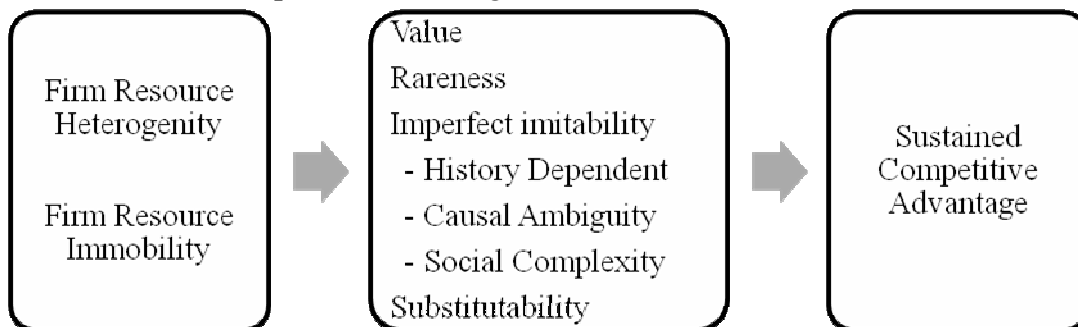 Firm Resource
Heterogenity
Firm Resource
Immobility
Value
Rareness
Imperfect imitability
- History Dependent
- Causal Ambiguity
- Social Complexity
Substitutability
Sustained
Competitive
Advantage